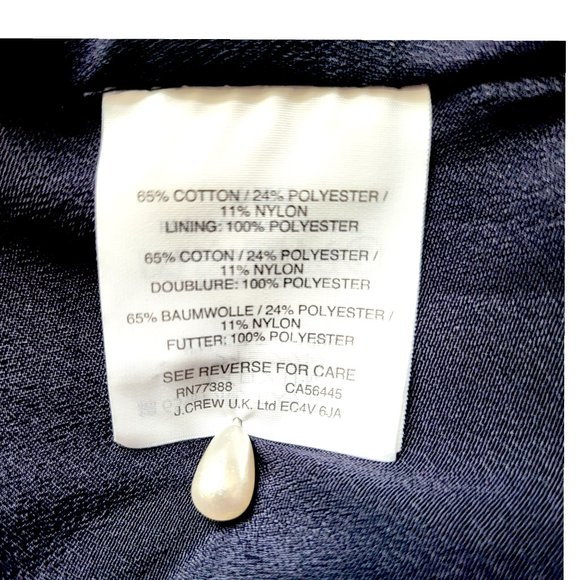 65% COTTON / 24% POLYESTER /
11% NYLON
LINING: 100% POLYESTER
65% COTON / 24% POLYESTER /
11% NYLON
DOUBLURE: 100% POLYESTER
65% BAUMWOLLE / 24% POLYESTER /
11% NYLON
FUTTER: 100% POLYESTER
SEE REVERSE FOR CARE
RN77388 CA56445
J.CREW U.K. Ltd EC4V 6JA